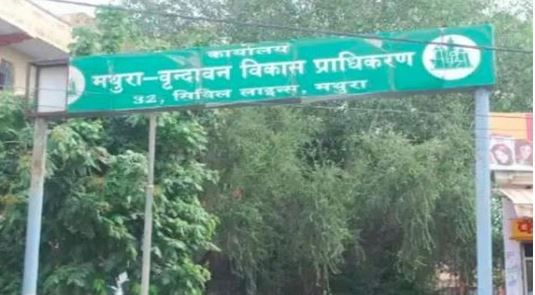 कार्यालय
मथुरा-वृन्दावन विकास प्राधिकरण
32, सिविल लाइन्स, मथुरा